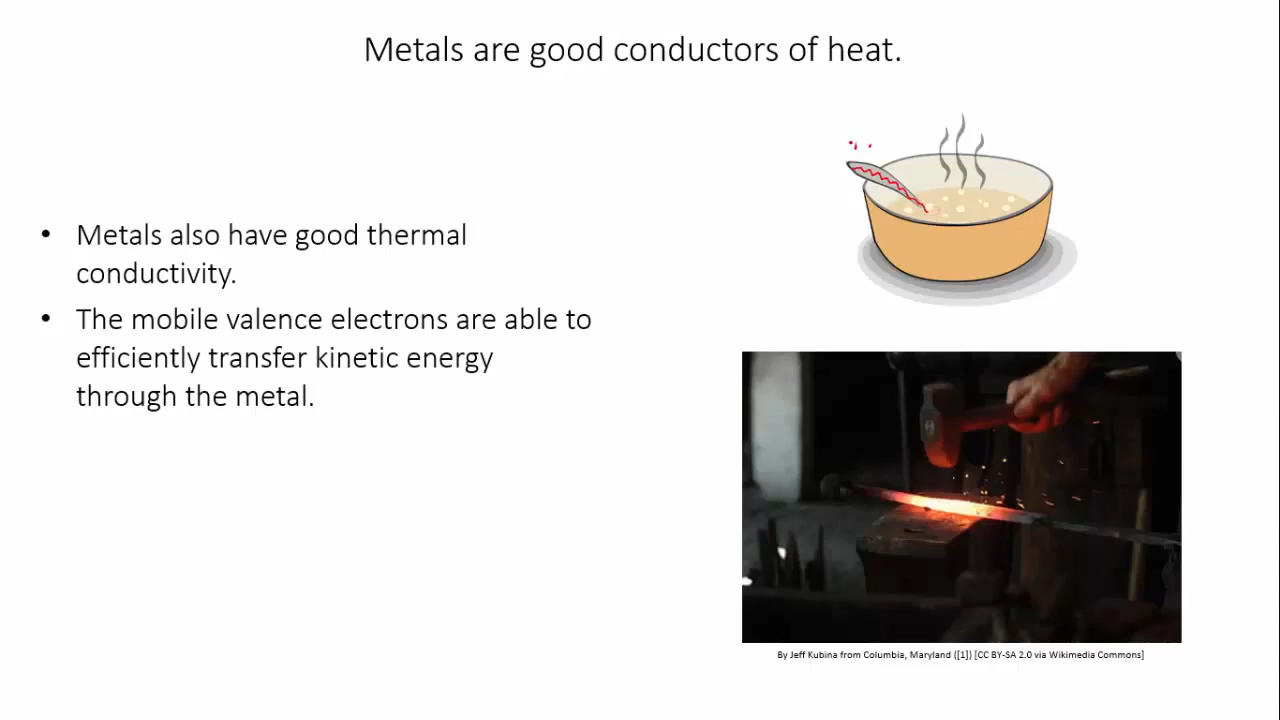 Metals are good conductors of heat.
• Metals also have good thermal
conductivity.
• The mobile valence electrons are able to
efficiently transfer kinetic energy
through the metal.
By Jeff Kubina from Columbia, Maryland ([1]) [CC BY-SA 2.0 via Wikimedia Commons]